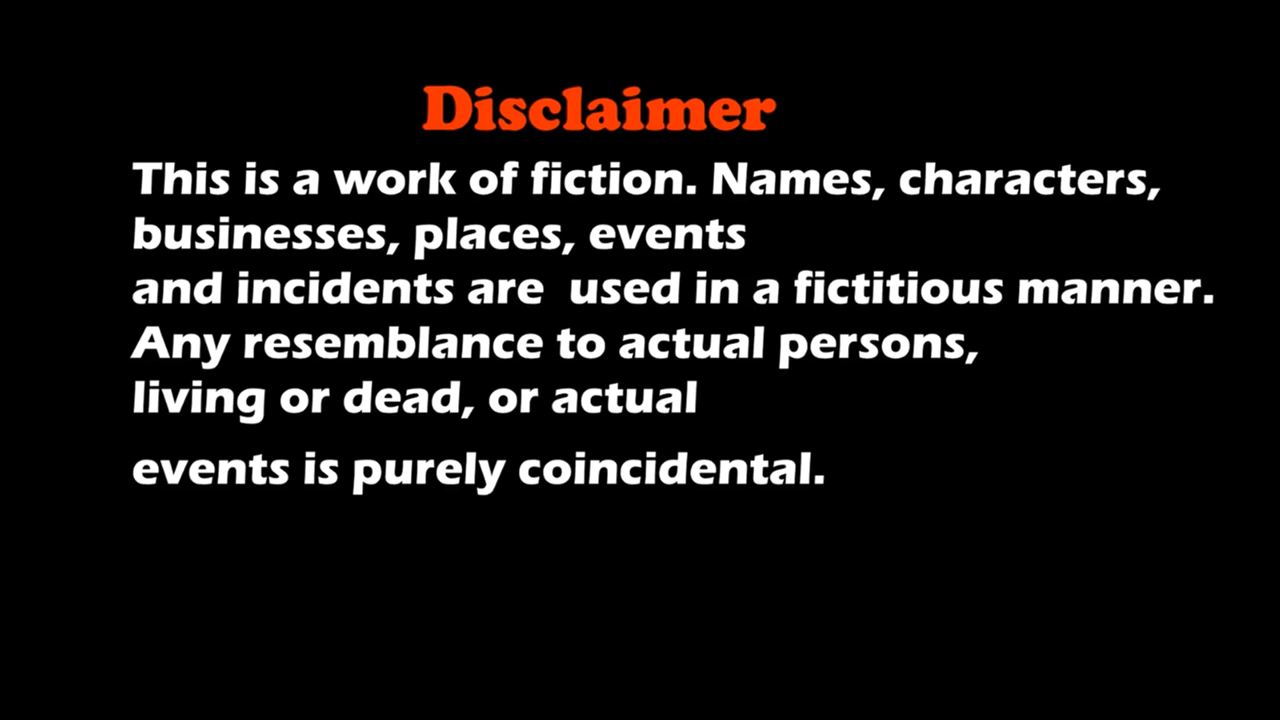 Disclaimer
This is a work of fiction. Names, characters,
businesses, places, events
and incidents are  used in a fictitious manner.
Any resemblance to actual persons,
living or dead, or actual
events is purely coincidental.